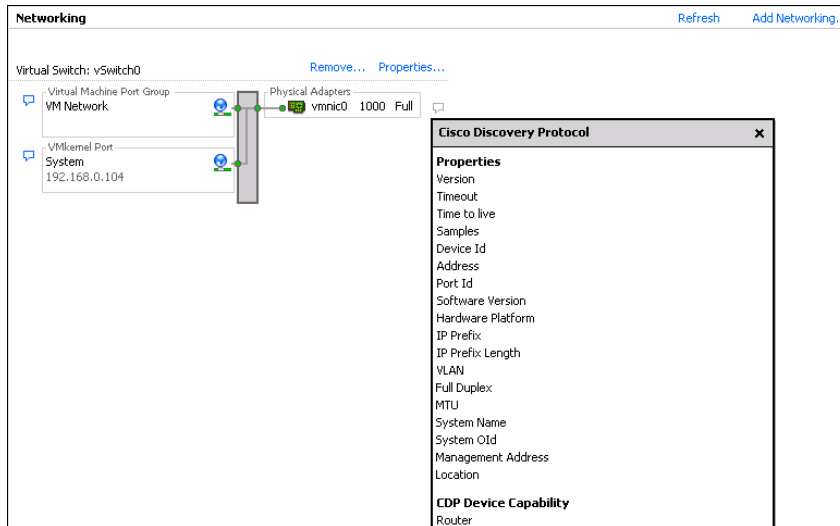 Networking
Refresh Add Networking.
Virtual Switch: vSwitch0 Remove... Properties...
Virtual Machine Port Group
VM Network
Physical Adapters
vmnic0 1000 Full
VMkernel Port
System
192.168.0.104
Cisco Discovery Protocol x
Properties
Version
Timeout
Time to live
Samples
Device Id
Address
Port Id
Software Version
Hardware Platform
IP Prefix
IP Prefix Length
VLAN
Full Duplex
MTU
System Name
System OId
Management Address
Location
CDP Device Capability
Router